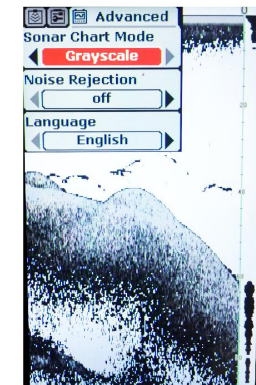 Advanced
Sonar Chart Mode
Grayscale
Noise Rejection
off
Language
English
0
20
40